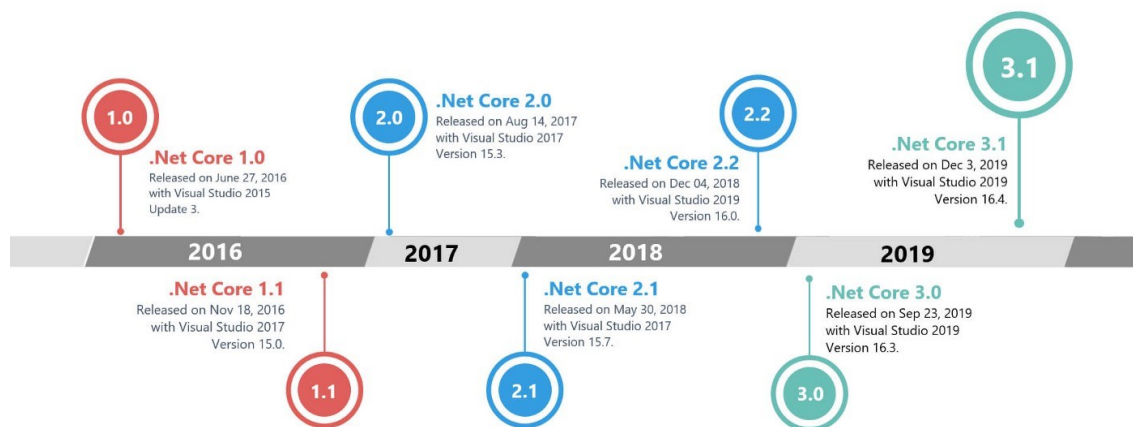 1.0
.Net Core 1.0
Released on June 27, 2016
with Visual Studio 2015
Update 3.
2.0
.Net Core 2.0
Released on Aug 14, 2017
with Visual Studio 2017
Version 15.3.
2.2
.Net Core 2.2
Released on Dec 04, 2018
with Visual Studio 2019
Version 16.0.
3.1
.Net Core 3.1
Released on Dec 3, 2019
with Visual Studio 2019
Version 16.4.
2016
2017
2018
2019
.Net Core 1.1
Released on Nov 18, 2016
with Visual Studio 2017
Version 15.0.
1.1
.Net Core 2.1
Released on May 30, 2018
with Visual Studio 2017
Version 15.7.
2.1
.Net Core 3.0
Released on Sep 23, 2019
with Visual Studio 2019
Version 16.3.
3.0